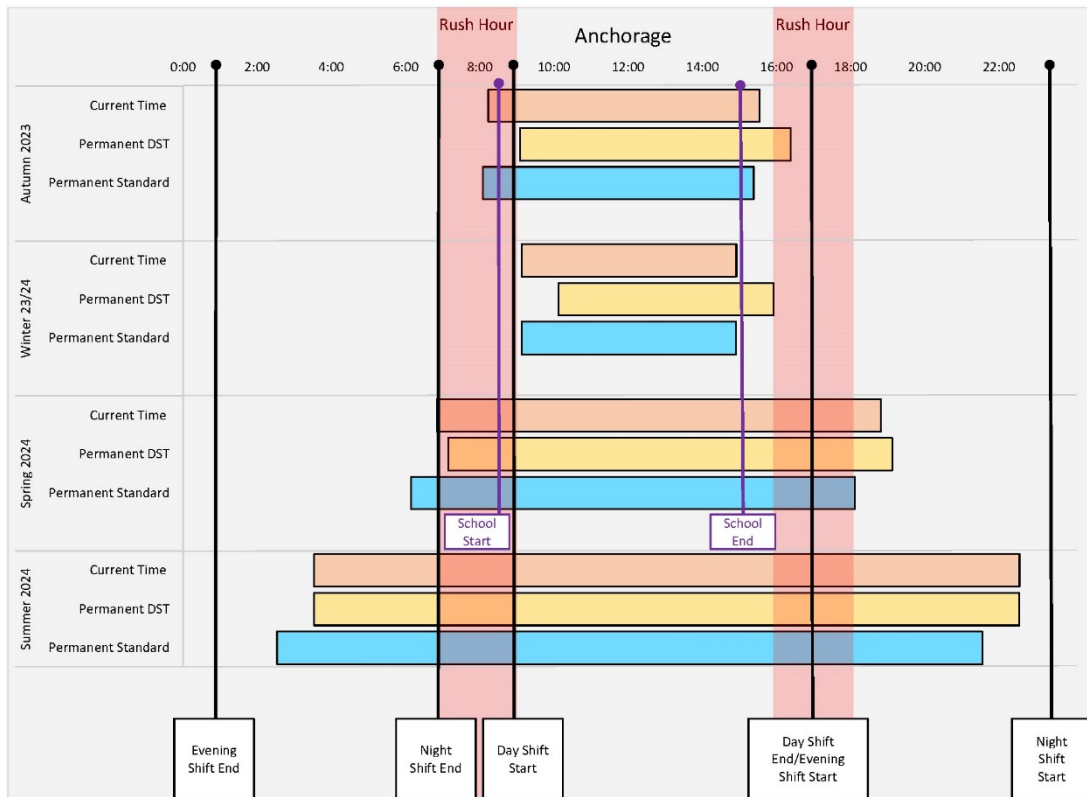 Rush Hour
Rush Hour
Anchorage
0:00 2:00 4:00 6:00 8:00 10:00 12:00 14:00 16:00 18:00 20:00 22:00
Autumn 2023
Current Time
Permanent DST
Permanent Standard
Winter 23/24
Current Time
Permanent DST
Permanent Standard
Spring 2024
Current Time
Permanent DST
Permanent Standard
School
Start
School
End
Summer 2024
Current Time
Permanent DST
Permanent Standard
Evening
Shift End
Night
Shift End
Day Shift
Start
Day Shift
End/Evening
Shift Start
Night
Shift
Start